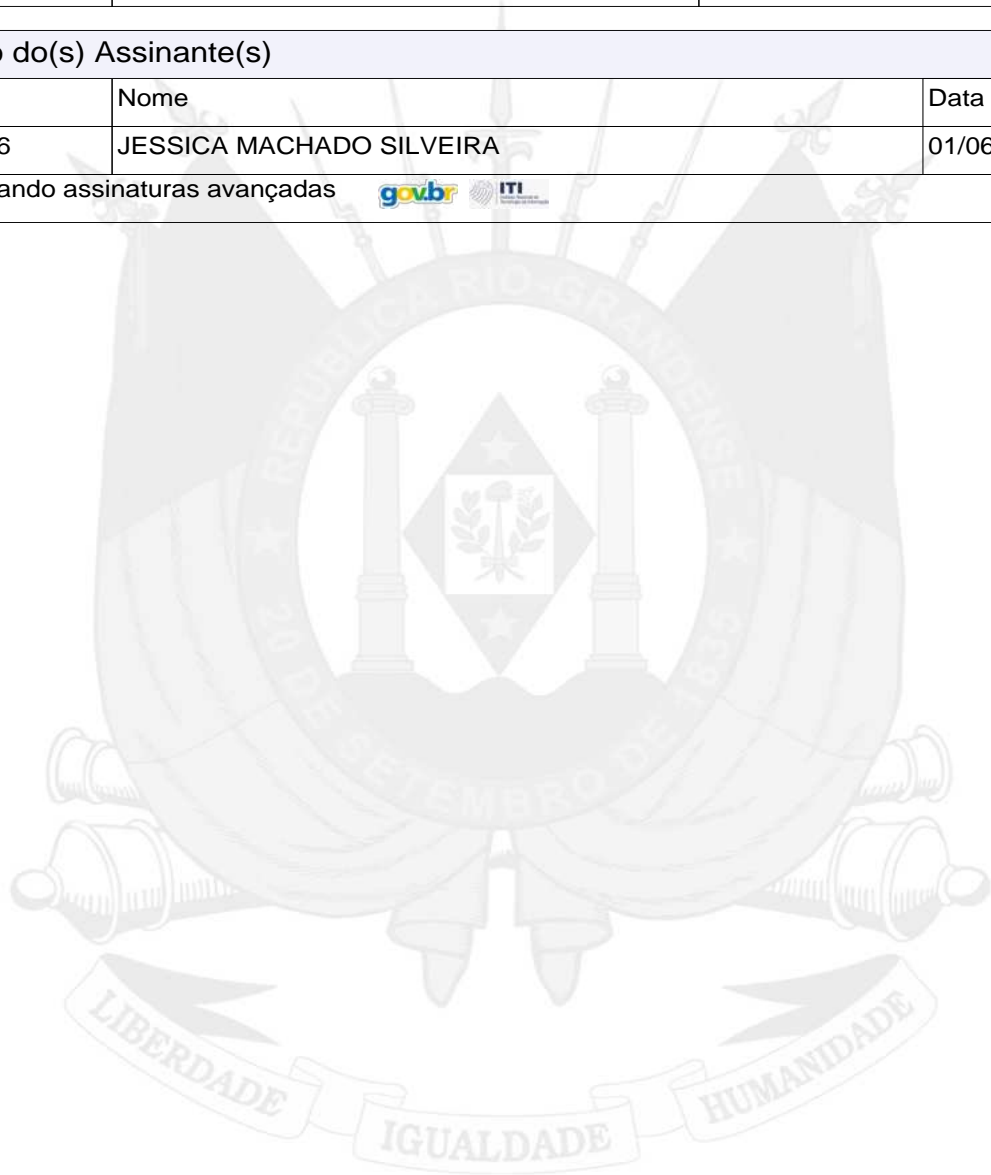 o do(s) Assinante(s)
Nome Data
6 JESSICA MACHADO SILVEIRA 01/06
ando assinaturas avançadas gov.br ITI
REPUBLICA RIO-GRANDENSE
20 DE SETEMBRO DE 1835
LIBERDADE IGUALDADE HUMANIDADE